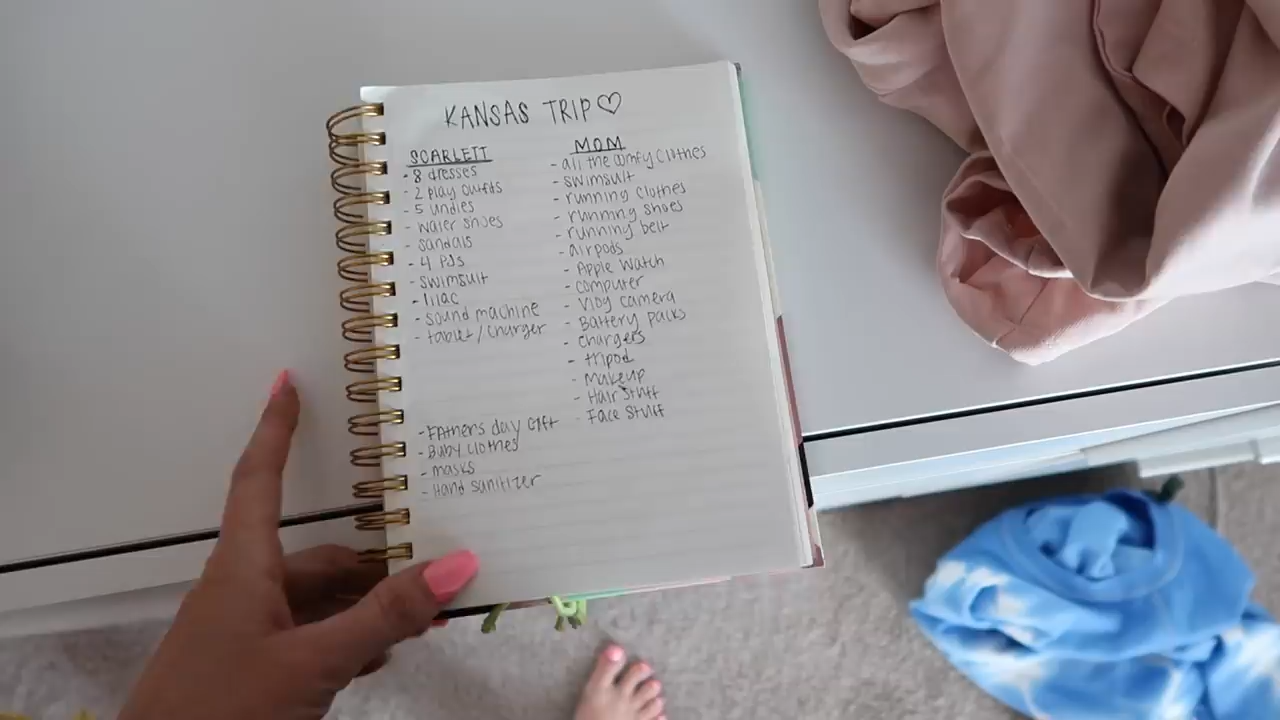 KANSAS TRIP♡
SCARLETT
- 8 dresses
- 2 play outfits
- 5 undies
- water shoes
- sandals
- 4 PJs
- swimsuit
- lilac
- sound machine
- tablet/charger
- Fathers day Gift
- Baby clothes
- masks
- Hand sanitizer
MOM
- all the comfy clothes
- swimsuit
- running clothes
- running shoes
- running belt
- airpods
- Apple Watch
- computer
- Vlog camera
- Battery packs
- chargers
- tripod
- Makeup
- Hair stuff
- Face stuff